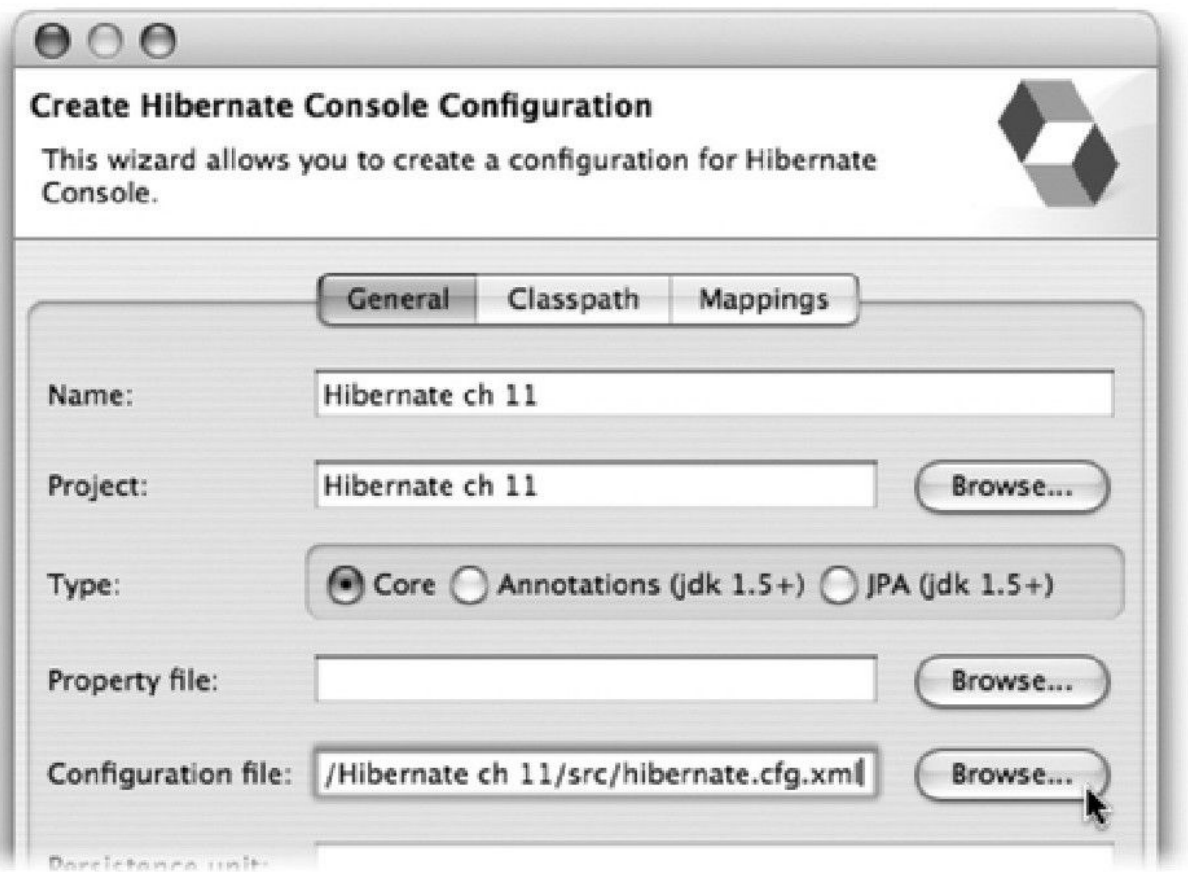 Create Hibernate Console Configuration
This wizard allows you to create a configuration for Hibernate
Console.
General Classpath Mappings
Name: Hibernate ch 11
Project: Hibernate ch 11 Browse...
Type: Core Annotations (jdk 1.5+) JPA (jdk 1.5+)
Property file: Browse...
Configuration file: /Hibernate ch 11/src/hibernate.cfg.xml Browse...
Persistence unit: